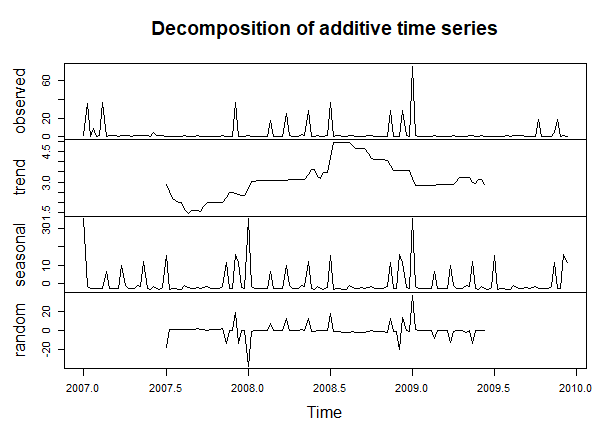 Decomposition of additive time series
observed
0 20 60
trend
1.5 3.0 4.5
seasonal
0 10 30
random
-20 0 20
2007.0 2007.5 2008.0 2008.5 2009.0 2009.5 2010.0
Time